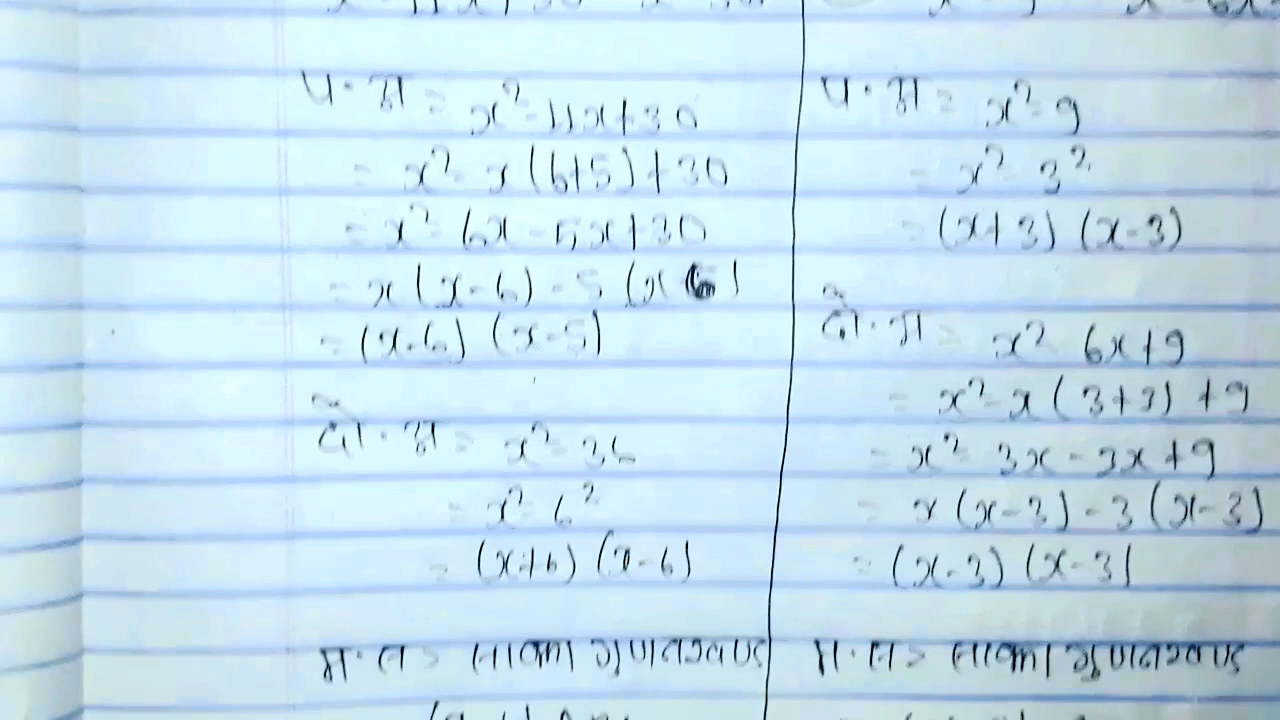 प. अ = x² - 11x + 30
= x² - x (6+5) + 30
= x² - 6x - 5x + 30
= x (x - 6) - 5 (x 6)
= (x - 6) (x - 5)
दो. अ = x² - 36
= x² - 6²
= (x + 6) (x - 6)
म. स = साझा गुणनखण्ड
प. अ = x² - 9
= x² - 3²
= (x + 3) (x - 3)
दो. अ = x² 6x + 9
= x² - x (3+3) + 9
= x² 3x - 3x + 9
= x (x - 3) - 3 (x - 3)
= (x - 3) (x - 3)
म. स = साझा गुणनखण्ड